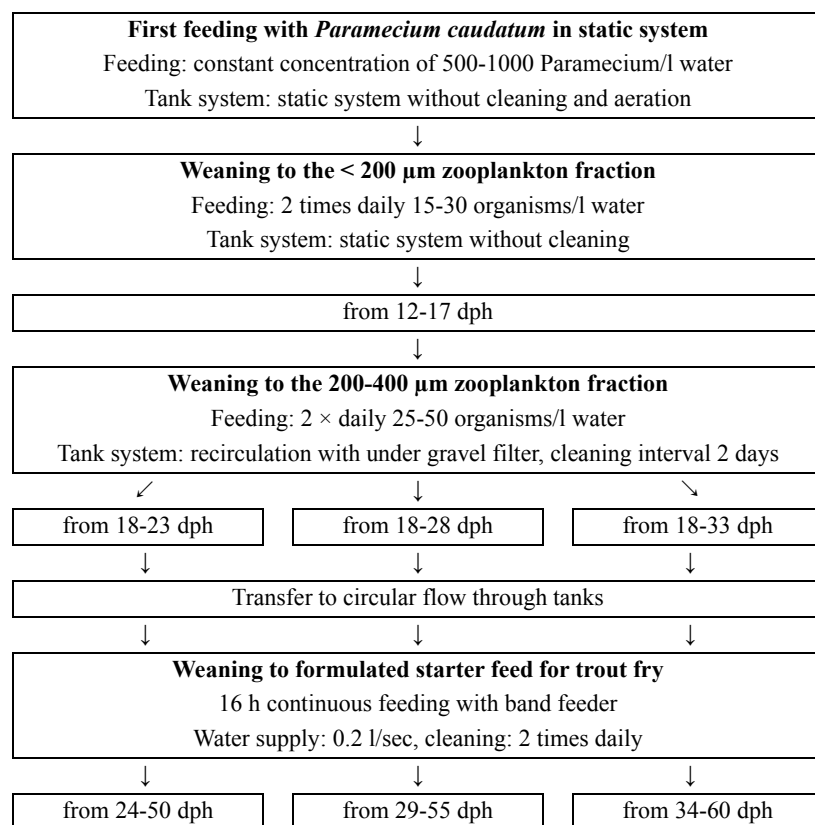 First feeding with Paramecium caudatum in static system
Feeding: constant concentration of 500-1000 Paramecium/l water
Tank system: static system without cleaning and aeration
↓
Weaning to the < 200 µm zooplankton fraction
Feeding: 2 times daily 15-30 organisms/l water
Tank system: static system without cleaning
↓
from 12-17 dph
↓
Weaning to the 200-400 µm zooplankton fraction
Feeding: 2 × daily 25-50 organisms/l water
Tank system: recirculation with under gravel filter, cleaning interval 2 days
↙ ↓ ↘
from 18-23 dph from 18-28 dph from 18-33 dph
↓ ↓ ↓
Transfer to circular flow through tanks
↓ ↓ ↓
Weaning to formulated starter feed for trout fry
16 h continuous feeding with band feeder
Water supply: 0.2 l/sec, cleaning: 2 times daily
↓ ↓ ↓
from 24-50 dph from 29-55 dph from 34-60 dph